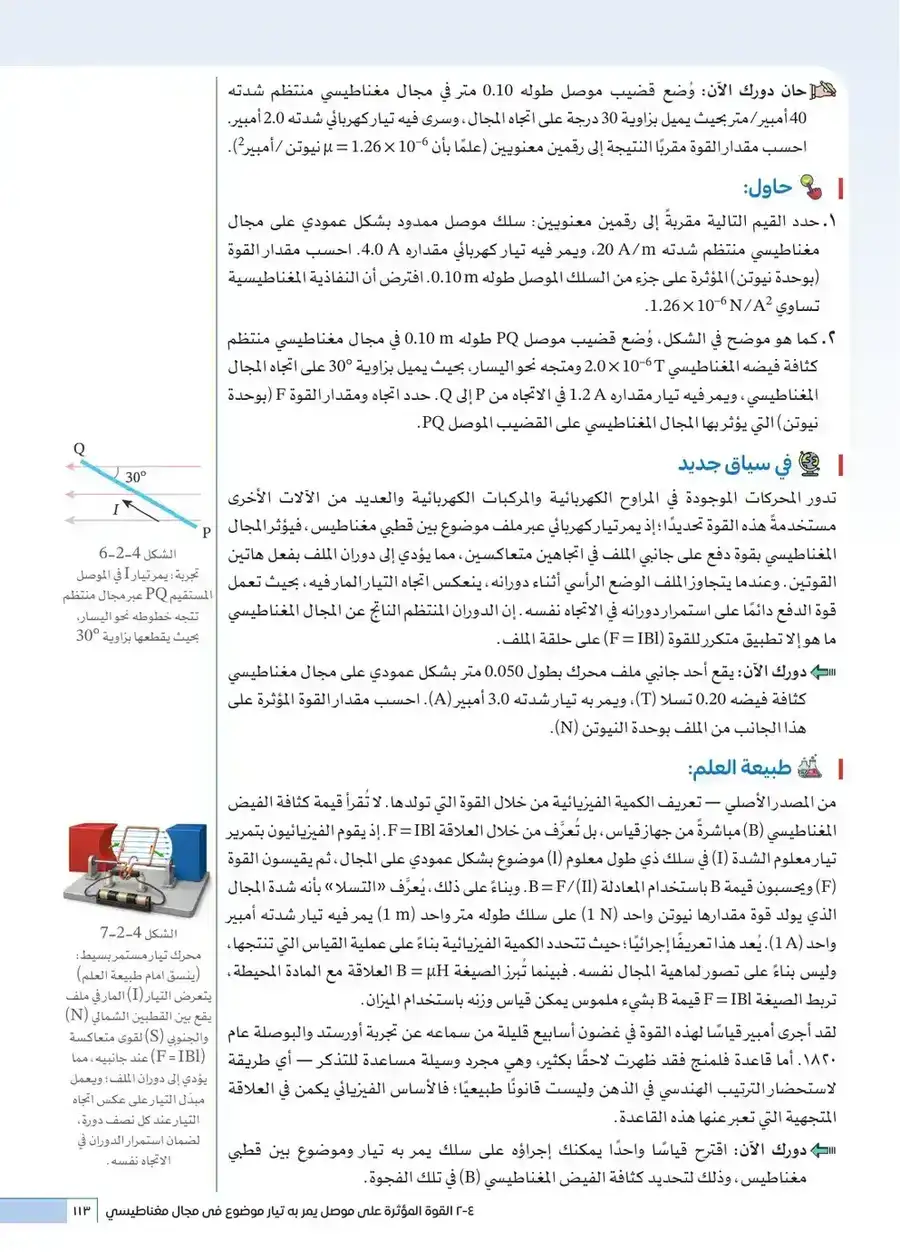 حان دورك الآن: وُضع قضيب موصل طوله 0.10 متر في مجال مغناطيسي منتظم شدته
40 أمبير/متر بحيث يميل بزاوية 30 درجة على اتجاه المجال، وسرى فيه تيار كهربائي شدته 2.0 أمبير.
احسب مقدار القوة مقربًا النتيجة إلى رقمين معنويين (علمًا بأن μ = 1.26 × 10⁻⁶ نيوتن /أمبير²).
حاول:
١. حدد القيم التالية مقربةً إلى رقمين معنويين: سلك موصل ممدود بشكل عمودي على مجال
مغناطيسي منتظم شدته 20 A/m، ويمر فيه تيار كهربائي مقداره 4.0 A. احسب مقدار القوة
(بوحدة نيوتن) المؤثرة على جزء من السلك الموصل طوله 0.10 m. افترض أن النفاذية المغناطيسية
تساوي 1.26 × 10⁻⁶ N/A².
٢. كما هو موضح في الشكل، وُضع قضيب موصل PQ طوله 0.10 m في مجال مغناطيسي منتظم
كثافة فيضه المغناطيسي 2.0 × 10⁻⁶ T ومتجه نحو اليسار، بحيث يميل بزاوية 30° على اتجاه المجال
المغناطيسي، ويمر فيه تيار مقداره 1.2 A في الاتجاه من P إلى Q. حدد اتجاه ومقدار القوة F (بوحدة
نيوتن) التي يؤثر بها المجال المغناطيسي على القضيب الموصل PQ.
Q
30°
I
P
الشكل 4-2-6
تجربة: يمر تيار I في الموصل
المستقيم PQ عبر مجال منتظم
تتجه خطوطه نحو اليسار،
بحيث يقطعها بزاوية 30°
في سياق جديد
تدور المحركات الموجودة في المراوح الكهربائية والمركبات الكهربائية والعديد من الآلات الأخرى
مستخدمةً هذه القوة تحديدًا؛ إذ يمر تيار كهربائي عبر ملف موضوع بين قطبي مغناطيس، فيؤثر المجال
المغناطيسي بقوة دفع على جانبي الملف في اتجاهين متعاكسين، مما يؤدي إلى دوران الملف بفعل هاتين
القوتين. وعندما يتجاوز الملف الوضع الرأسي أثناء دورانه، ينعكس اتجاه التيار المار فيه، بحيث تعمل
قوة الدفع دائمًا على استمرار دورانه في الاتجاه نفسه. إن الدوران المنتظم الناتج عن المجال المغناطيسي
ما هو إلا تطبيق متكرر للقوة (F = IBl) على حلقة الملف.
دورك الآن: يقع أحد جانبي ملف محرك بطول 0.050 متر بشكل عمودي على مجال مغناطيسي
كثافة فيضه 0.20 تسلا (T)، ويمر به تيار شدته 3.0 أمبير (A). احسب مقدار القوة المؤثرة على
هذا الجانب من الملف بوحدة النيوتن (N).
طبيعة العلم:
من المصدر الأصلي — تعريف الكمية الفيزيائية من خلال القوة التي تولدها. لا تُقرأ قيمة كثافة الفيض
المغناطيسي (B) مباشرةً من جهاز قياس، بل تُعرَّف من خلال العلاقة F = IBl. إذ يقوم الفيزيائيون بتمرير
تيار معلوم الشدة (I) في سلك ذي طول معلوم (l) موضوع بشكل عمودي على المجال، ثم يقيسون القوة
(F) ويحسبون قيمة B باستخدام المعادلة B = F/(Il). وبناءً على ذلك، يُعرَّف «التسلا» بأنه شدة المجال
الذي يولد قوة مقدارها نيوتن واحد (1 N) على سلك طوله متر واحد (1 m) يمر فيه تيار شدته أمبير
واحد (1 A). يُعد هذا تعريفًا إجرائيًا؛ حيث تتحدد الكمية الفيزيائية بناءً على عملية القياس التي تنتجها،
وليس بناءً على تصور لماهية المجال نفسه. فبينما تُبرز الصيغة B = μH العلاقة مع المادة المحيطة،
تربط الصيغة F = IBl قيمة B بشيء ملموس يمكن قياس وزنه باستخدام الميزان.
لقد أجرى أمبير قياسًا لهذه القوة في غضون أسابيع قليلة من سماعه عن تجربة أورستد والبوصلة عام
١٨٢٠. أما قاعدة فلمنج فقد ظهرت لاحقًا بكثير، وهي مجرد وسيلة مساعدة للتذكر — أي طريقة
لاستحضار الترتيب الهندسي في الذهن وليست قانونًا طبيعيًا؛ فالأساس الفيزيائي يكمن في العلاقة
المتجهية التي تعبر عنها هذه القاعدة.
دورك الآن: اقترح قياسًا واحدًا يمكنك إجراؤه على سلك يمر به تيار وموضوع بين قطبي
مغناطيس، وذلك لتحديد كثافة الفيض المغناطيسي (B) في تلك الفجوة.
الشكل 4-2-7
محرك تيار مستمر بسيط:
(ينسق امام طبيعة العلم)
يتعرض التيار (I) المار في ملف
يقع بين القطبين الشمالي (N)
والجنوبي (S) لقوى متعاكسة
(F = IBl) عند جانبيه، مما
يؤدي إلى دوران الملف؛ ويعمل
مبدّل التيار على عكس اتجاه
التيار عند كل نصف دورة،
لضمان استمرار الدوران في
الاتجاه نفسه.
٤-٢ القوة المؤثرة على موصل يمر به تيار موضوع في مجال مغناطيسي ١١٣